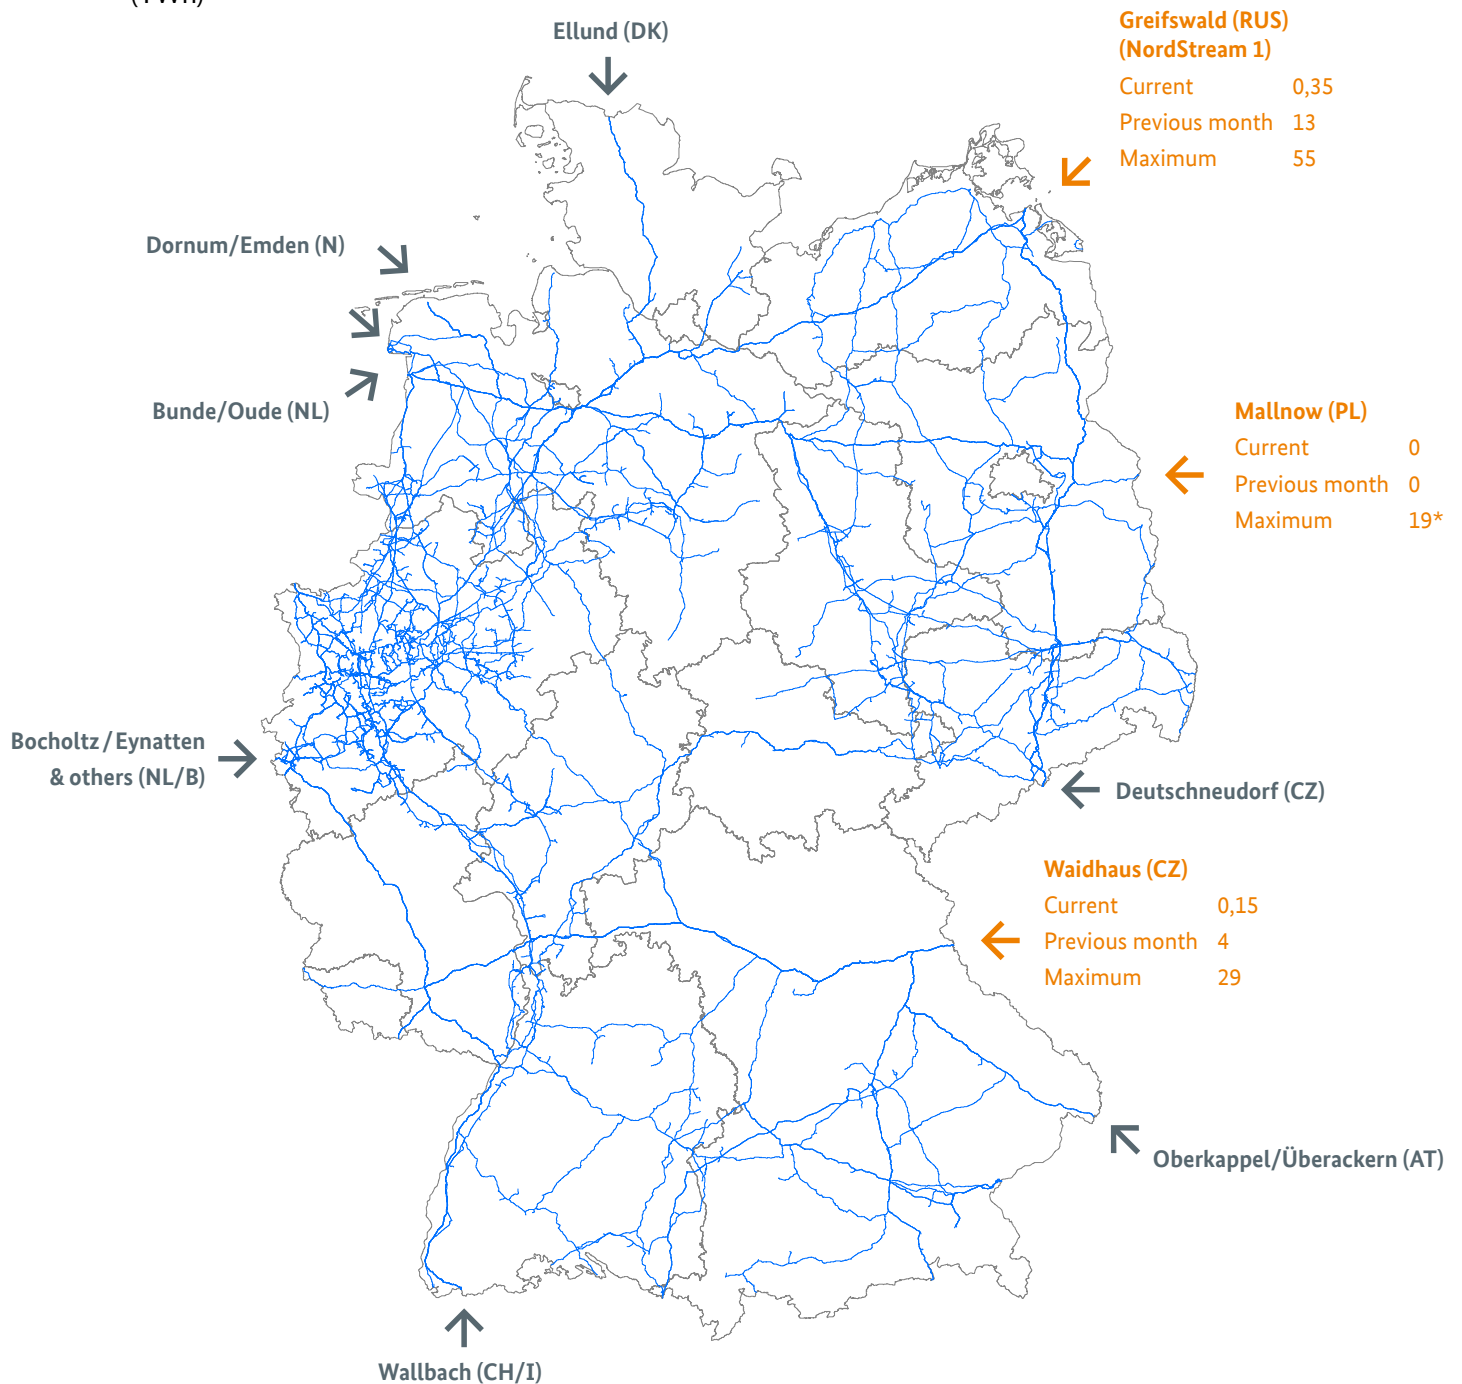 (TWh)
Ellund (DK)
Greifswald (RUS)
(NordStream 1)
Current 0,35
Previous month 13
Maximum 55
Dornum/Emden (N)
Bunde/Oude (NL)
Mallnow (PL)
Current 0
Previous month 0
Maximum 19*
Bocholtz / Eynatten
& others (NL/B)
Deutschneudorf (CZ)
Waidhaus (CZ)
Current 0,15
Previous month 4
Maximum 29
Oberkappel/Überackern (AT)
Wallbach (CH/I)